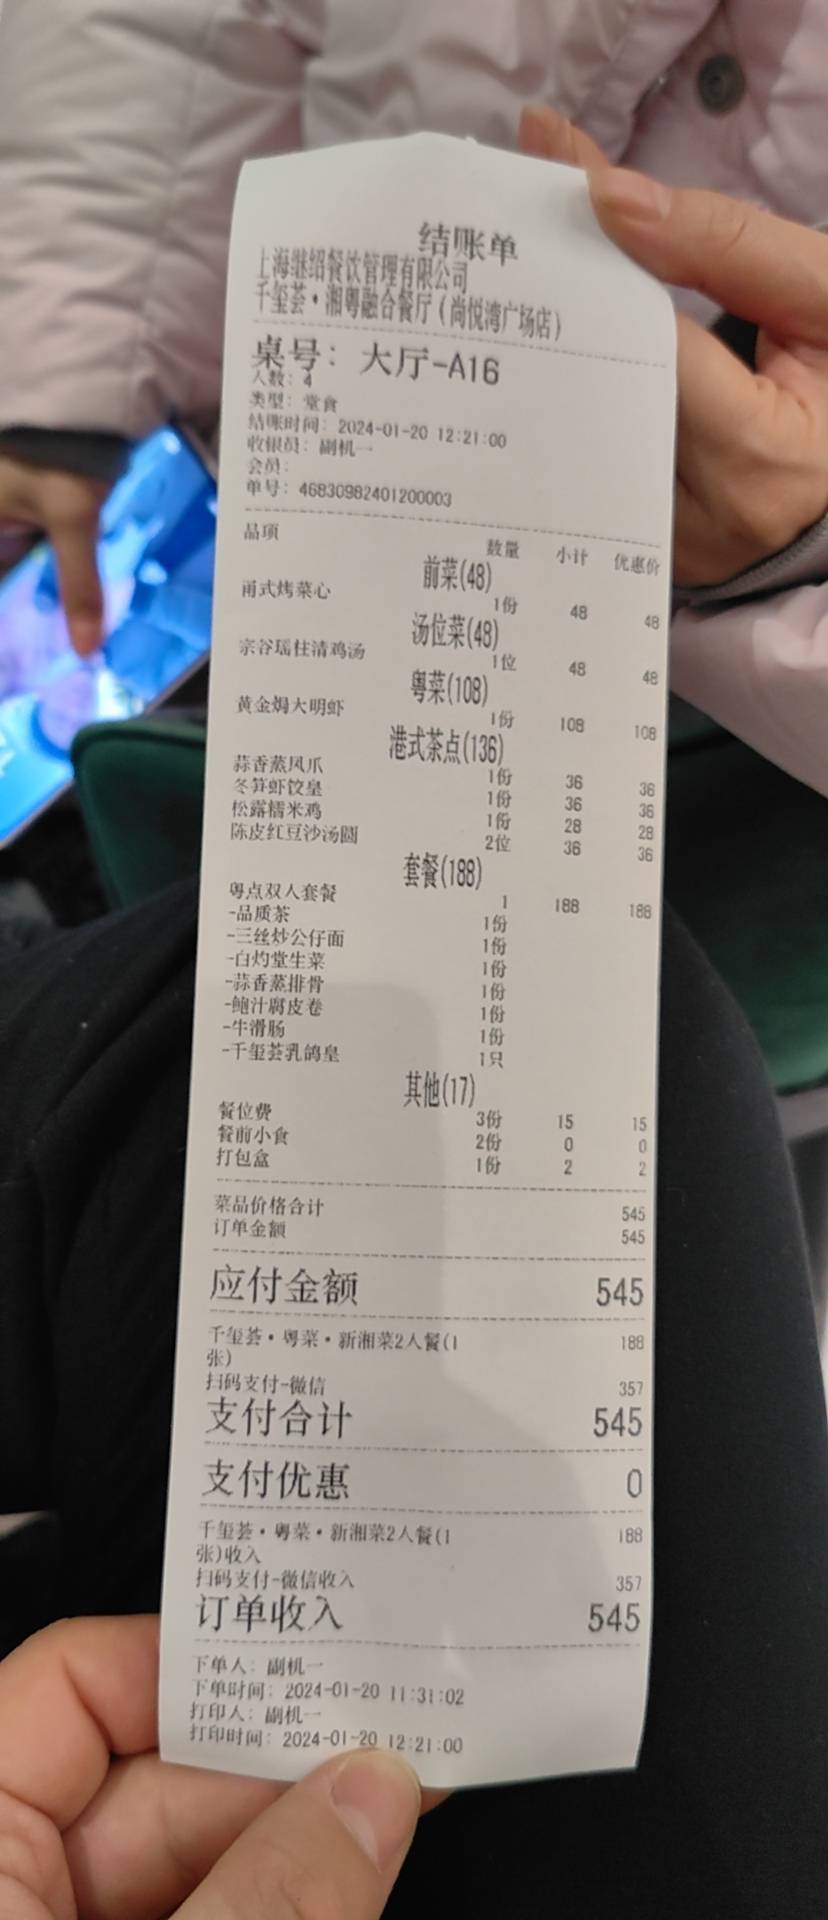 结账单
上海继绍餐饮管理有限公司
千玺荟·湘粤融合餐厅(尚悦湾广场店)
桌号: 大厅-A16
人数: 4
类型: 堂食
结账时间: 2024-01-20 12:21:00
收银员: 副机一
会员:
单号: 46830982401200003
品项 数量 小计 优惠价
前菜(48)
甬式烤菜心 1份 48 48
汤位菜(48)
宗谷瑶柱清鸡汤 1位 48 48
粤菜(108)
黄金焗大明虾 1份 108 108
港式茶点(136)
蒜香蒸凤爪 1份 36 36
冬笋虾饺皇 1份 36 36
松露糯米鸡 1份 28 28
陈皮红豆沙汤圆 2位 36 36
套餐(188)
粤点双人套餐 1 188 188
-品质茶 1份
-三丝炒公仔面 1份
-白灼堂生菜 1份
-蒜香蒸排骨 1份
-鲍汁腐皮卷 1份
-牛滑肠 1份
-千玺荟乳鸽皇 1只
其他(17)
餐位费 3份 15 15
餐前小食 2份 0 0
打包盒 1份 2 2
菜品价格合计 545
订单金额 545
应付金额 545
千玺荟·粤菜·新湘菜2人餐(1 188
张)
扫码支付-微信 357
支付合计 545
支付优惠 0
千玺荟·粤菜·新湘菜2人餐(1 188
张)收入
扫码支付-微信收入 357
订单收入 545
下单人: 副机一
下单时间: 2024-01-20 11:31:02
打印人: 副机一
打印时间: 2024-01-20 12:21:00